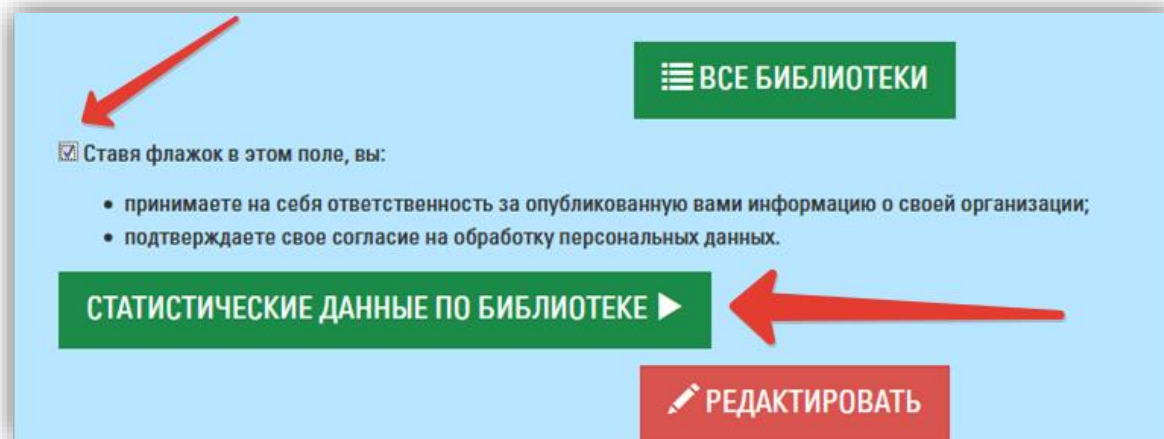 ВСЕ БИБЛИОТЕКИ
Ставя флажок в этом поле, вы:
• принимаете на себя ответственность за опубликованную вами информацию о своей организации;
• подтверждаете свое согласие на обработку персональных данных.
СТАТИСТИЧЕСКИЕ ДАННЫЕ ПО БИБЛИОТЕКЕ
РЕДАКТИРОВАТЬ